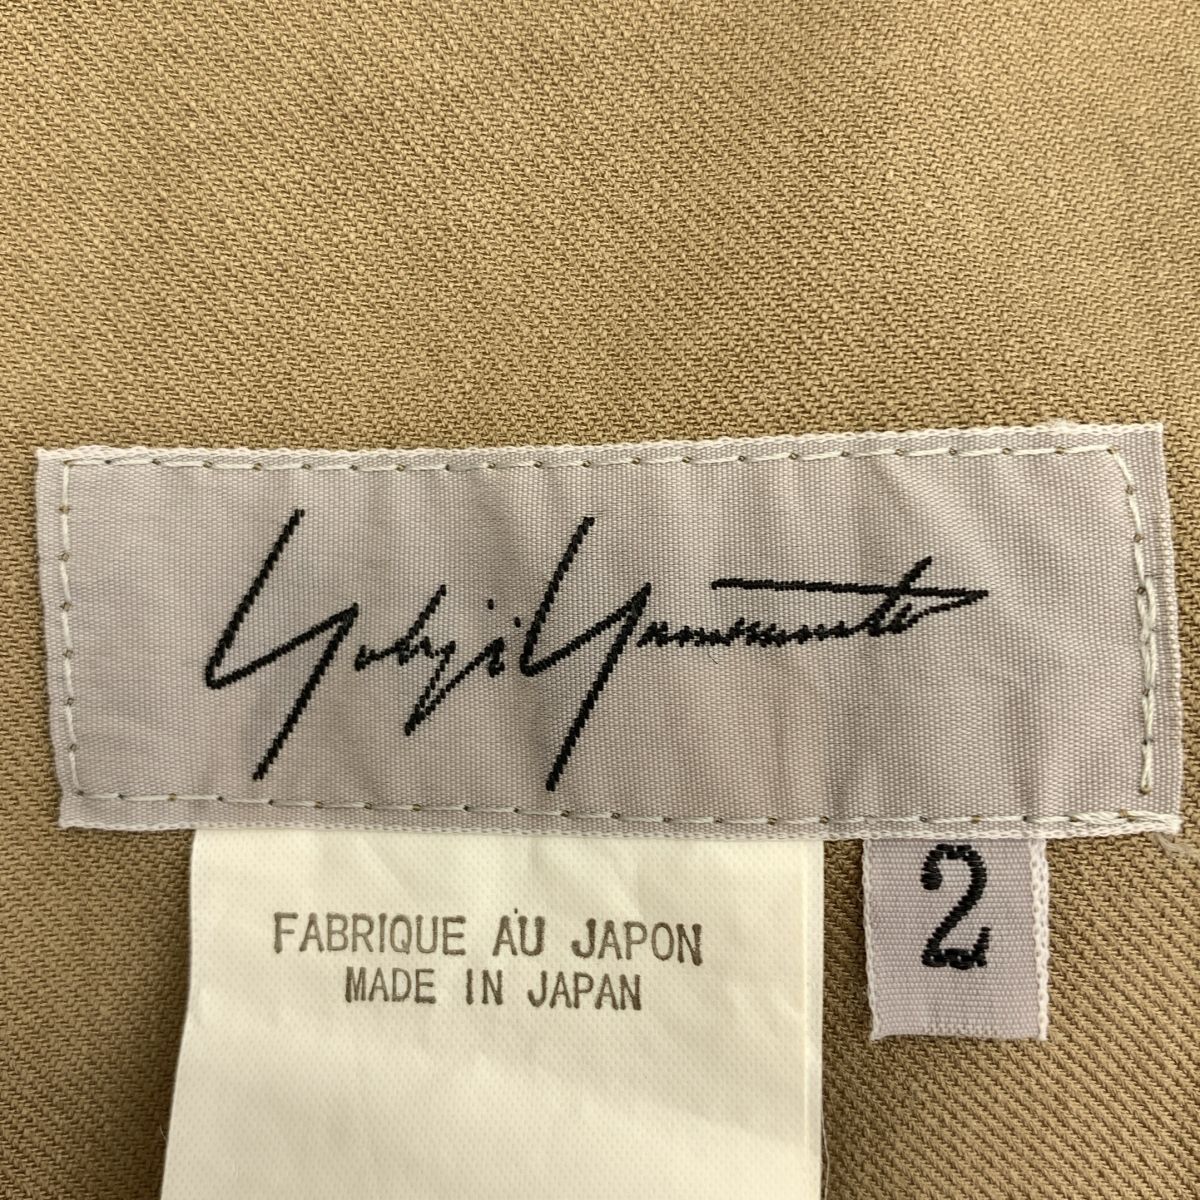 Yohji Yamamoto
2
FABRIQUE AU JAPON
MADE IN JAPAN